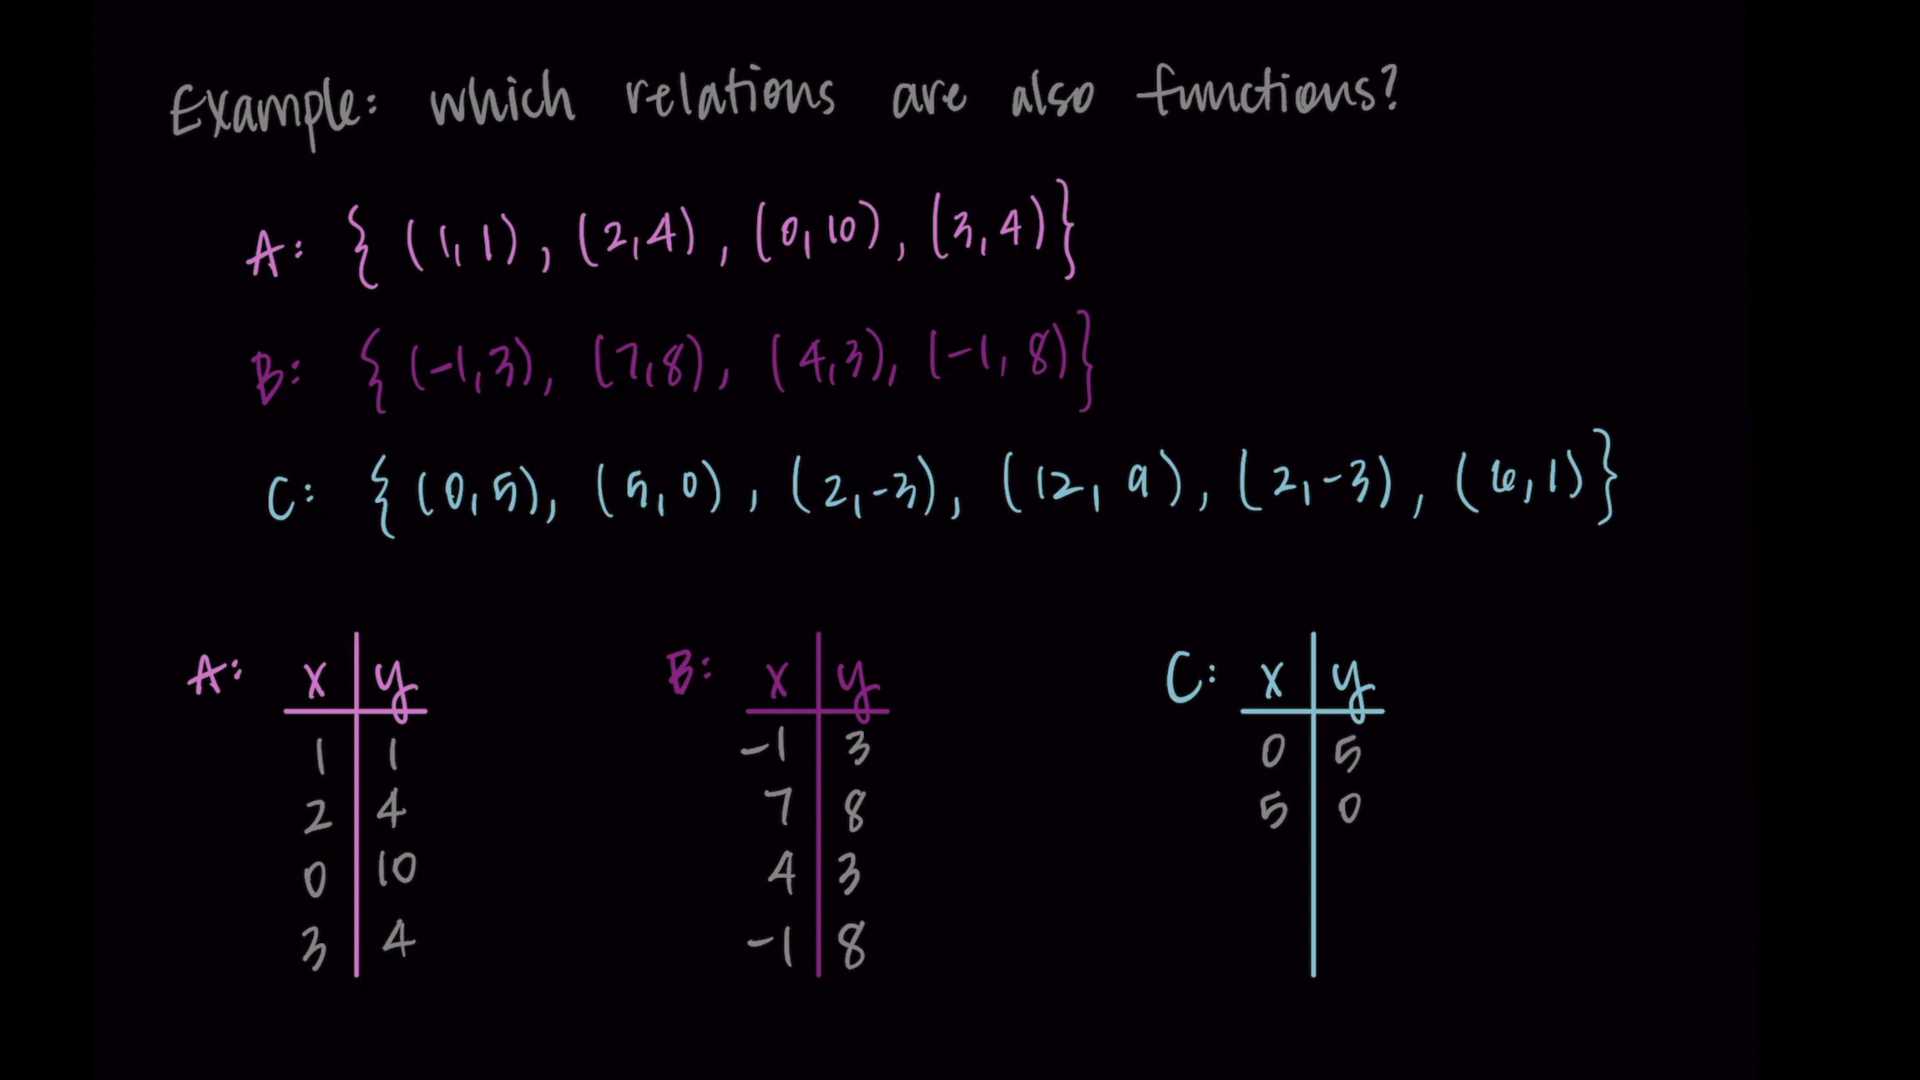 Example: which relations are also functions?
A: { (1,1), (2,4), (0,10), (3,4)}
B: { (-1,3), (7,8), (4,3), (-1,8)}
C: { (0,5), (5,0), (2,-3), (12,9), (2,-3), (6,1)}
A: x y
1 1
2 4
0 10
3 4
B: x y
-1 3
7 8
4 3
-1 8
C: x y
0 5
5 0